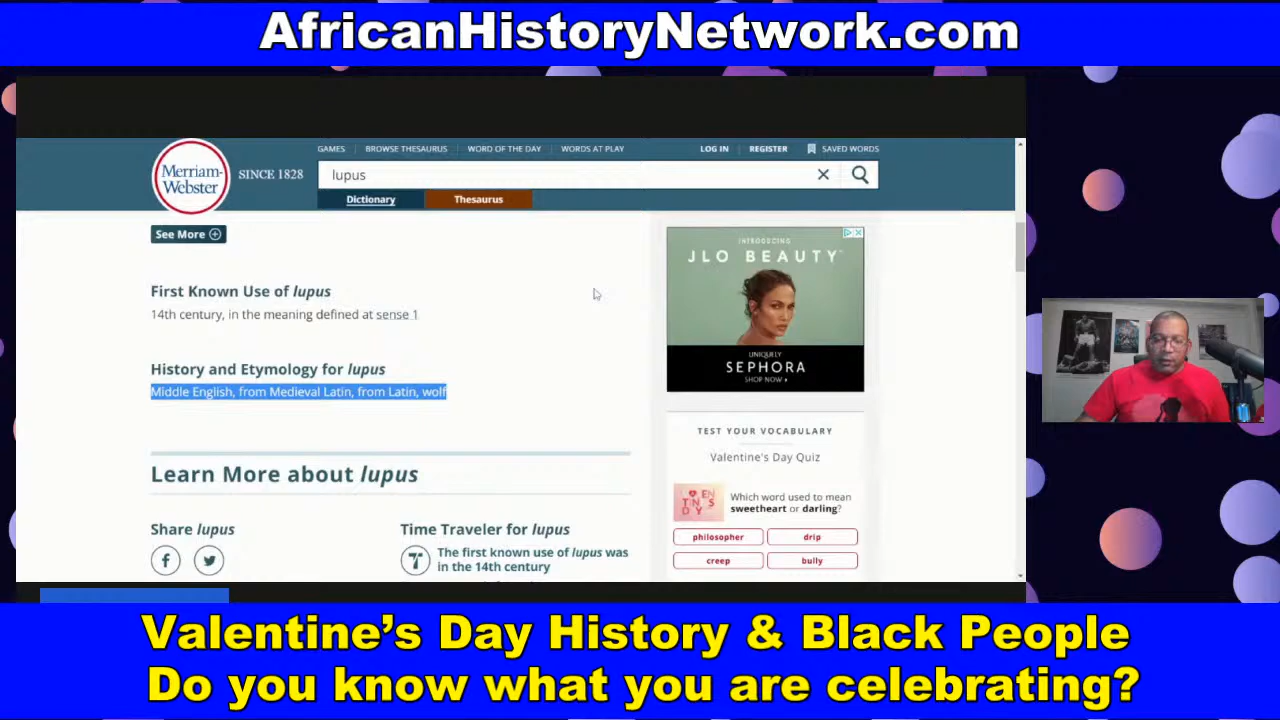 AfricanHistoryNetwork.com
GAMES | BROWSE THESAURUS | WORD OF THE DAY | WORDS AT PLAY
LOG IN | REGISTER SAVED WORDS
Merriam-
Webster
SINCE 1828
lupus
Dictionary
Thesaurus
See More
First Known Use of lupus
14th century, in the meaning defined at sense 1
History and Etymology for lupus
Middle English, from Medieval Latin, from Latin, wolf
Learn More about lupus
Share lupus
Time Traveler for lupus
The first known use of lupus was
in the 14th century
INTRODUCING
JLO BEAUTY
UNIQUELY
SEPHORA
SHOP NOW
TEST YOUR VOCABULARY
Valentine's Day Quiz
Which word used to mean
sweetheart or darling?
philosopher
drip
creep
bully
Valentine’s Day History & Black People
Do you know what you are celebrating?